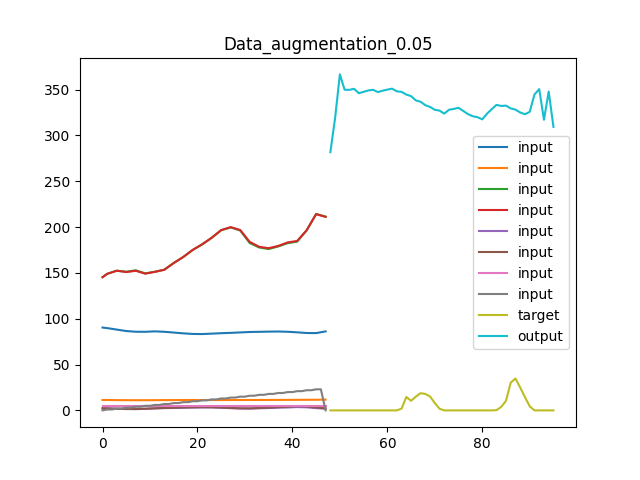 Data_augmentation_0.05
350
300
250
200
150
100
50
0
input
input
input
input
input
input
input
input
target
output
0
20
40
60
80